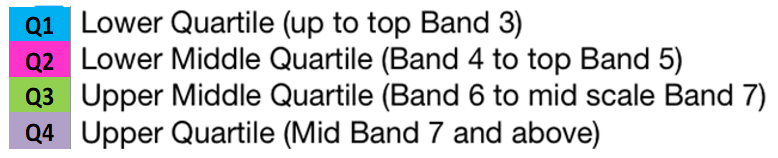 Q1 Lower Quartile (up to top Band 3)
Q2 Lower Middle Quartile (Band 4 to top Band 5)
Q3 Upper Middle Quartile (Band 6 to mid scale Band 7)
Q4 Upper Quartile (Mid Band 7 and above)